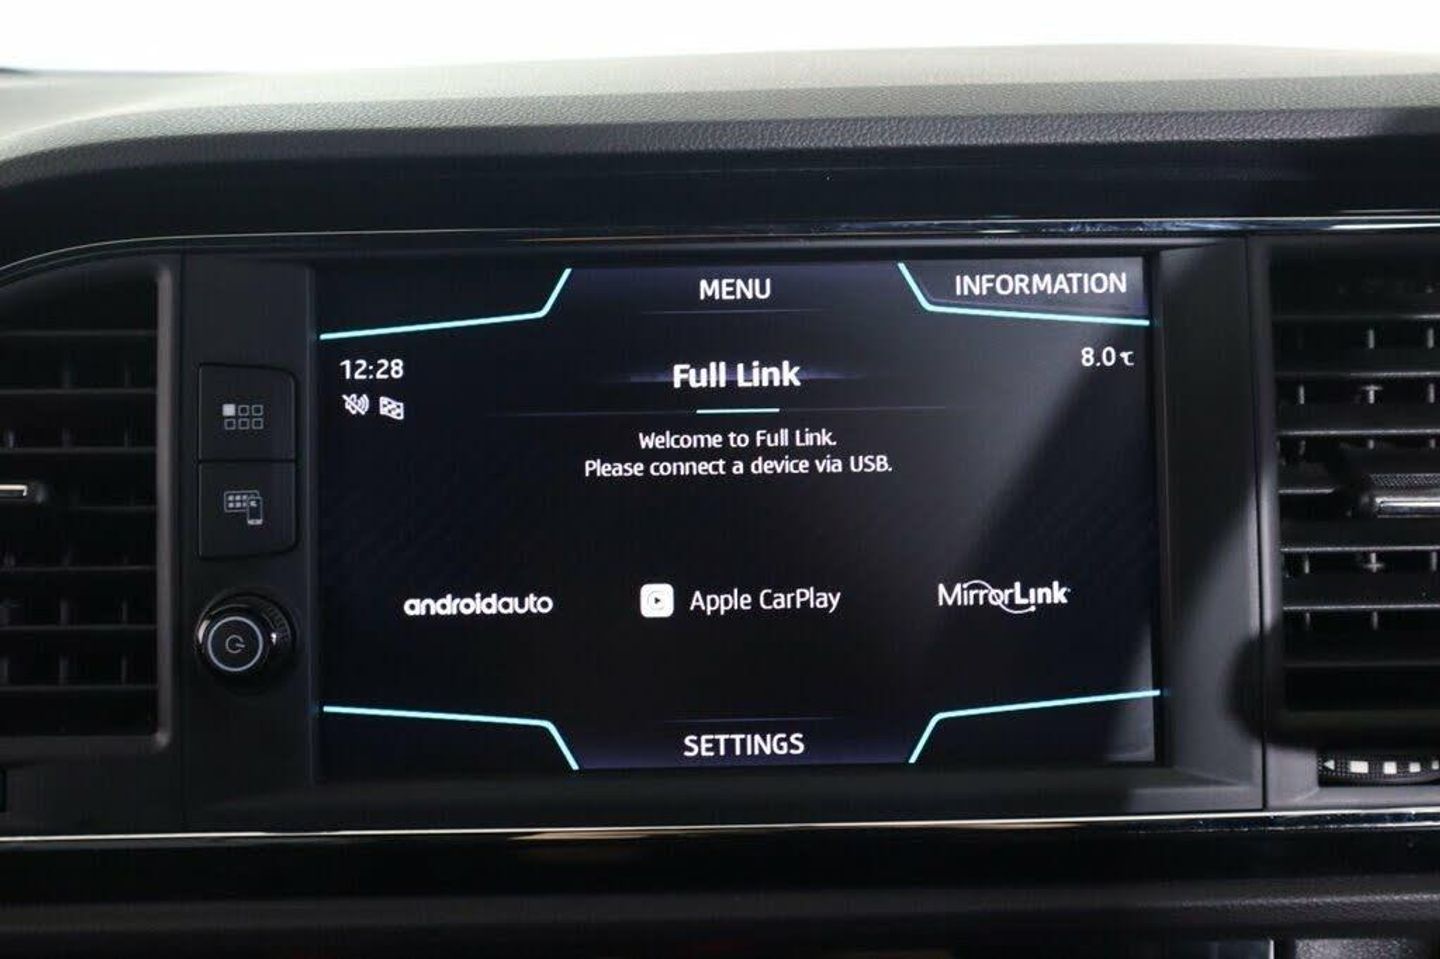 MENU
INFORMATION
12:28
8.0℃
Full Link
Welcome to Full Link.
Please connect a device via USB.
androidauto
Apple CarPlay
MirrorLink
SETTINGS